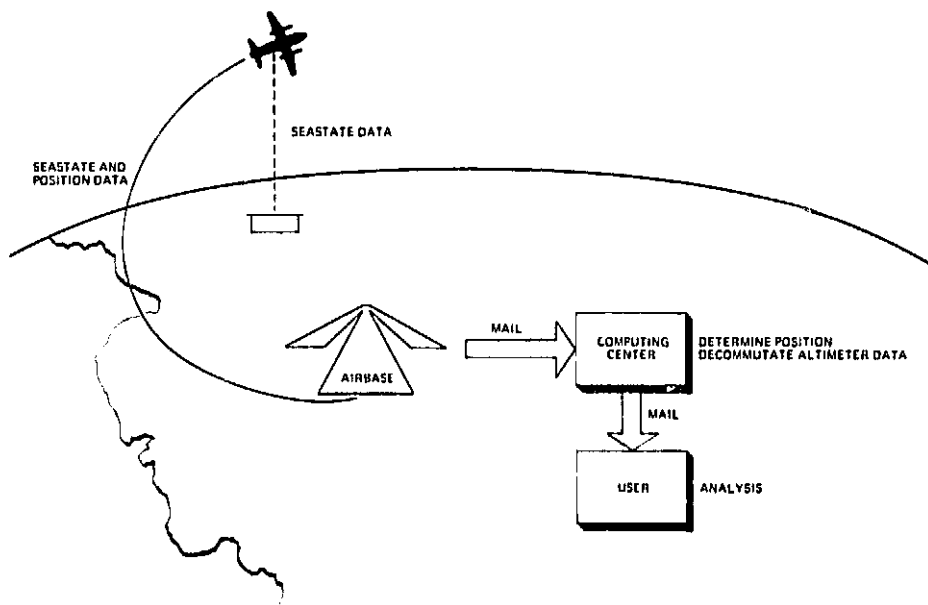 SEASTATE DATA
SEASTATE AND
POSITION DATA
MAIL
COMPUTING
CENTER
DETERMINE POSITION
DECOMMUTATE ALTIMETER DATA
AIRBASE
MAIL
USER
ANALYSIS